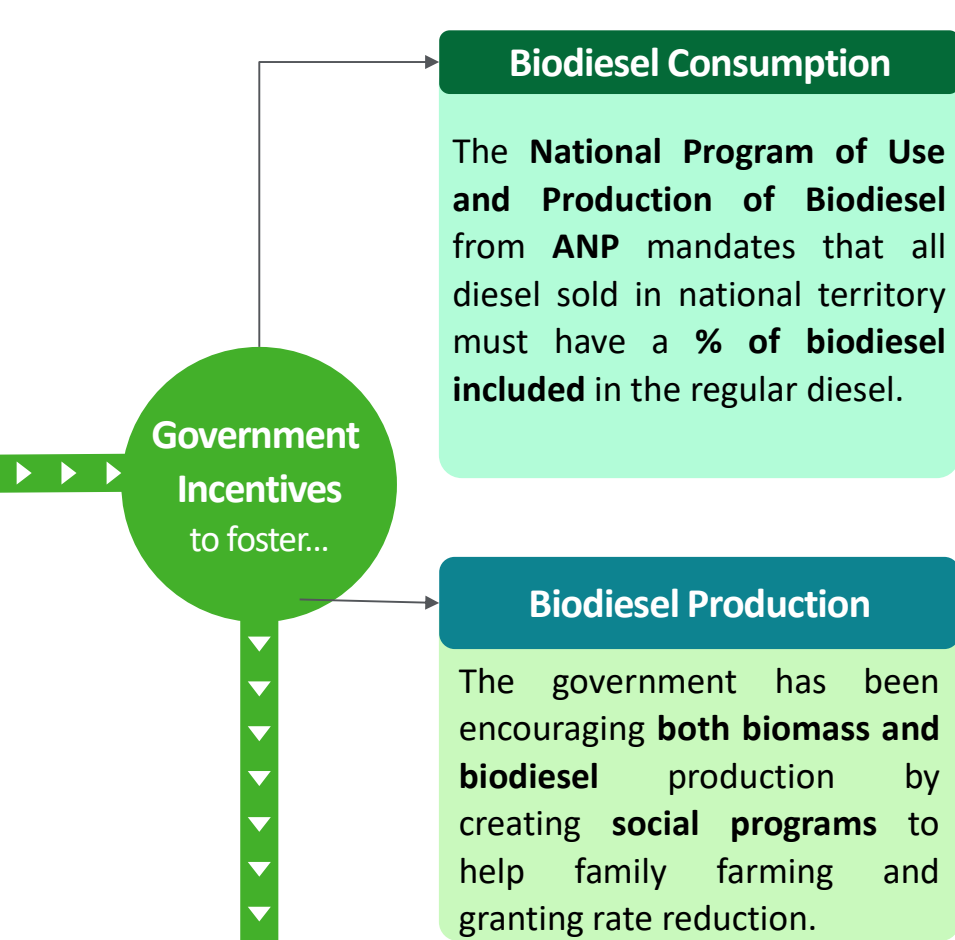 Biodiesel Consumption
The National Program of Use
and Production of Biodiesel
from ANP mandates that all
diesel sold in national territory
must have a % of biodiesel
included in the regular diesel.
Government
Incentives
to foster...
Biodiesel Production
The government has been
encouraging both biomass and
biodiesel production by
creating social programs to
help family farming and
granting rate reduction.